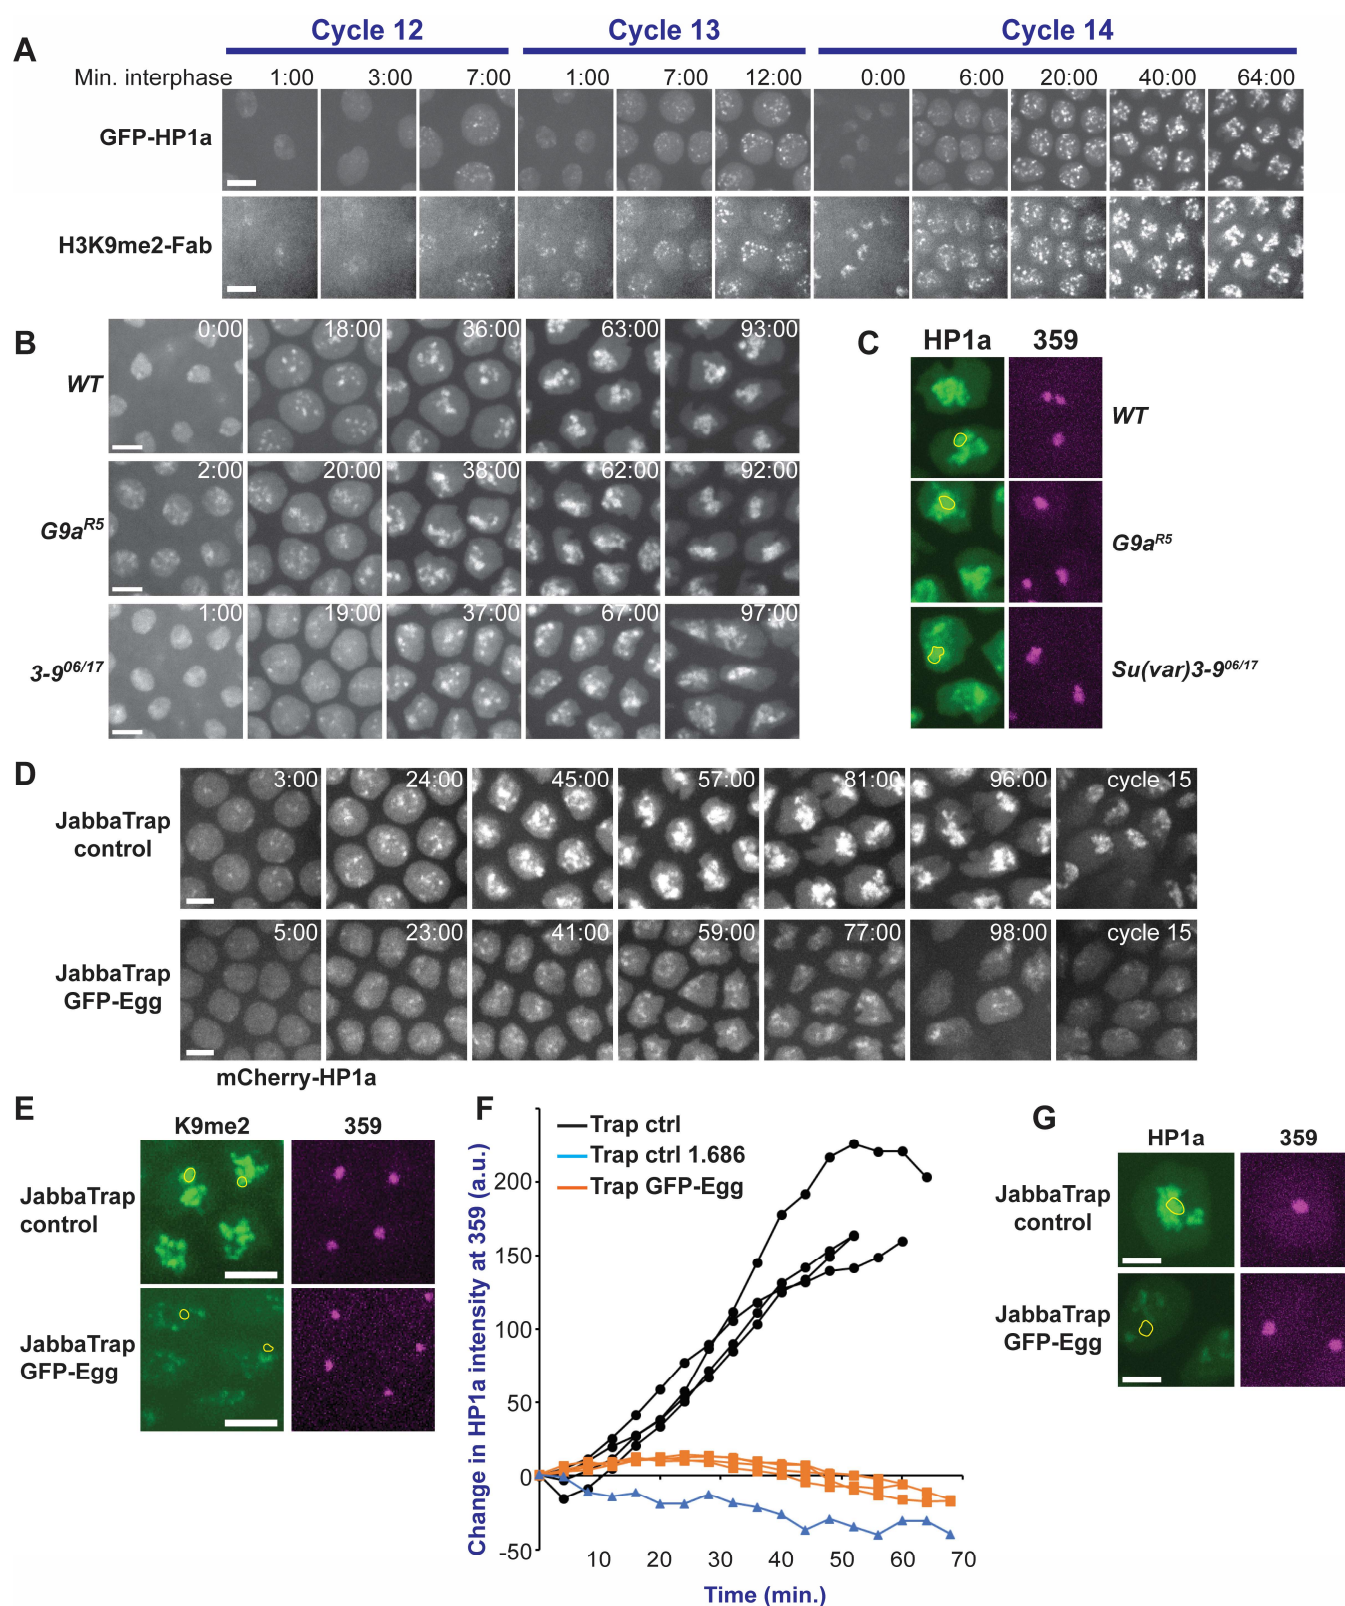 A
Cycle 12 Cycle 13 Cycle 14
Min. interphase 1:00 3:00 7:00 1:00 7:00 12:00 0:00 6:00 20:00 40:00 64:00
GFP-HP1a
H3K9me2-Fab
B
WT
0:00 18:00 36:00 63:00 93:00
G9aR5
2:00 20:00 38:00 62:00 92:00
3-906/17
1:00 19:00 37:00 67:00 97:00
C
HP1a 359
WT
G9aR5
Su(var)3-906/17
D
JabbaTrap
control
3:00 24:00 45:00 57:00 81:00 96:00 cycle 15
JabbaTrap
GFP-Egg
5:00 23:00 41:00 59:00 77:00 98:00 cycle 15
mCherry-HP1a
E
K9me2 359
JabbaTrap
control
JabbaTrap
GFP-Egg
F
Change in HP1a intensity at 359 (a.u.)
Trap ctrl
Trap ctrl 1.686
Trap GFP-Egg
200
150
100
50
0
-50
10 20 30 40 50 60 70
Time (min.)
G
HP1a 359
JabbaTrap
control
JabbaTrap
GFP-Egg